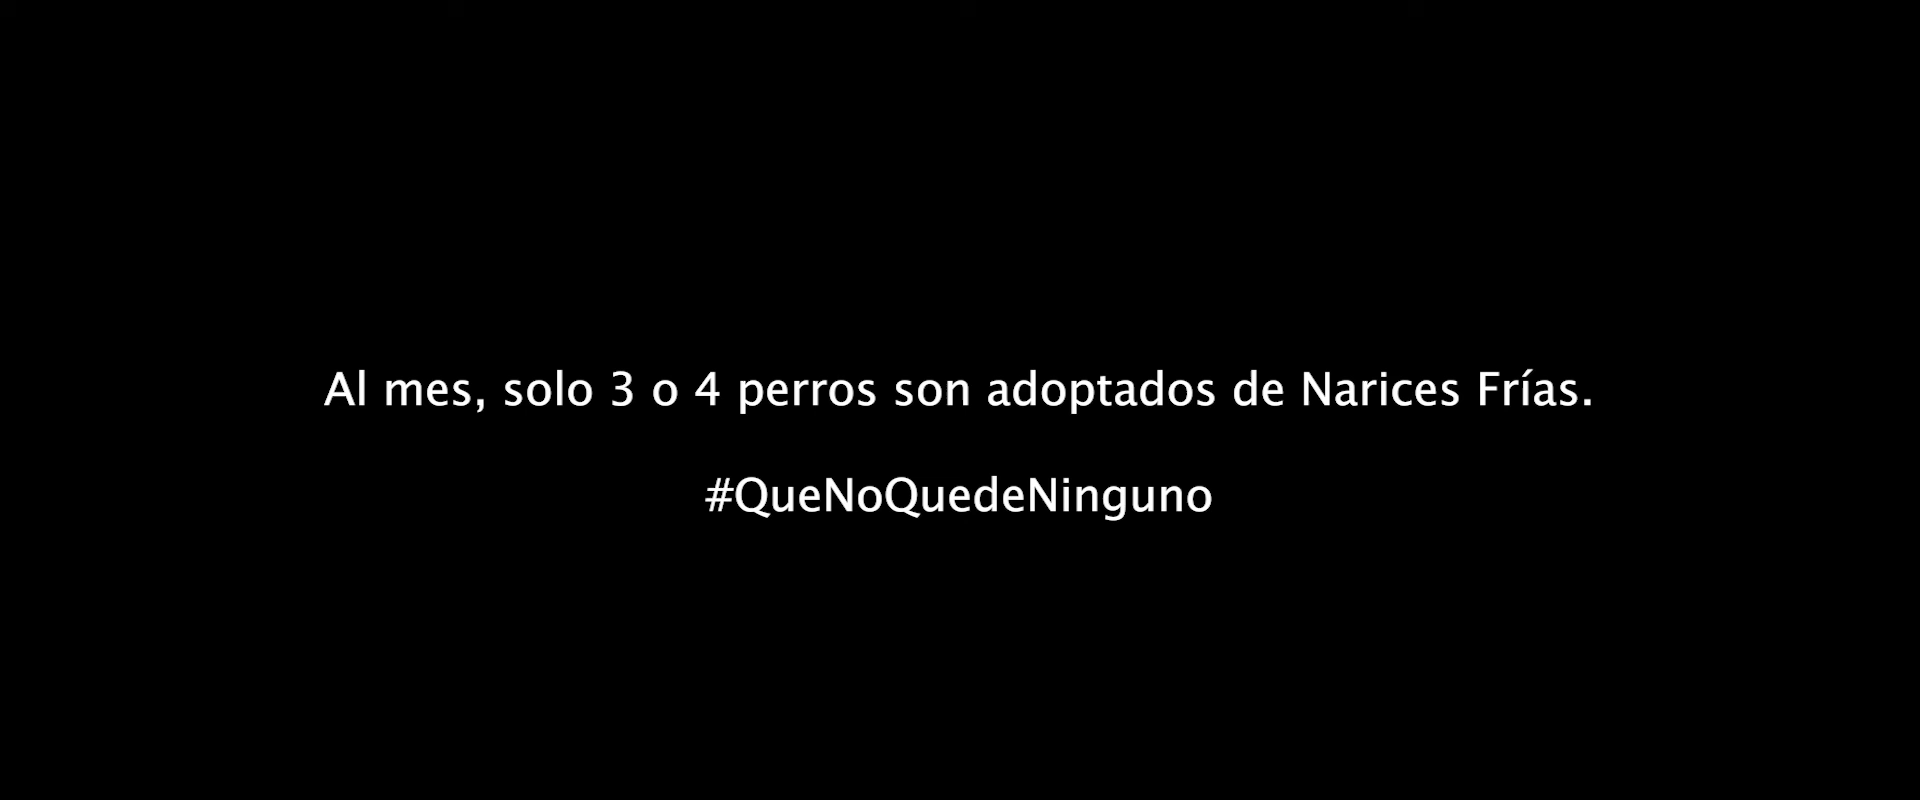 Al mes, solo 3 o 4 perros son adoptados de Narices Frías.
#QueNoQuedeNinguno